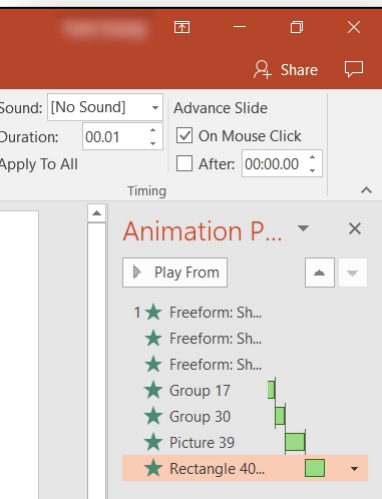 Share
Sound: [No Sound] Advance Slide
Duration: 00.01 On Mouse Click
Apply To All After: 00:00.00
Timing
Animation P...
Play From
1 Freeform: Sh...
Freeform: Sh...
Freeform: Sh...
Group 17
Group 30
Picture 39
Rectangle 40...